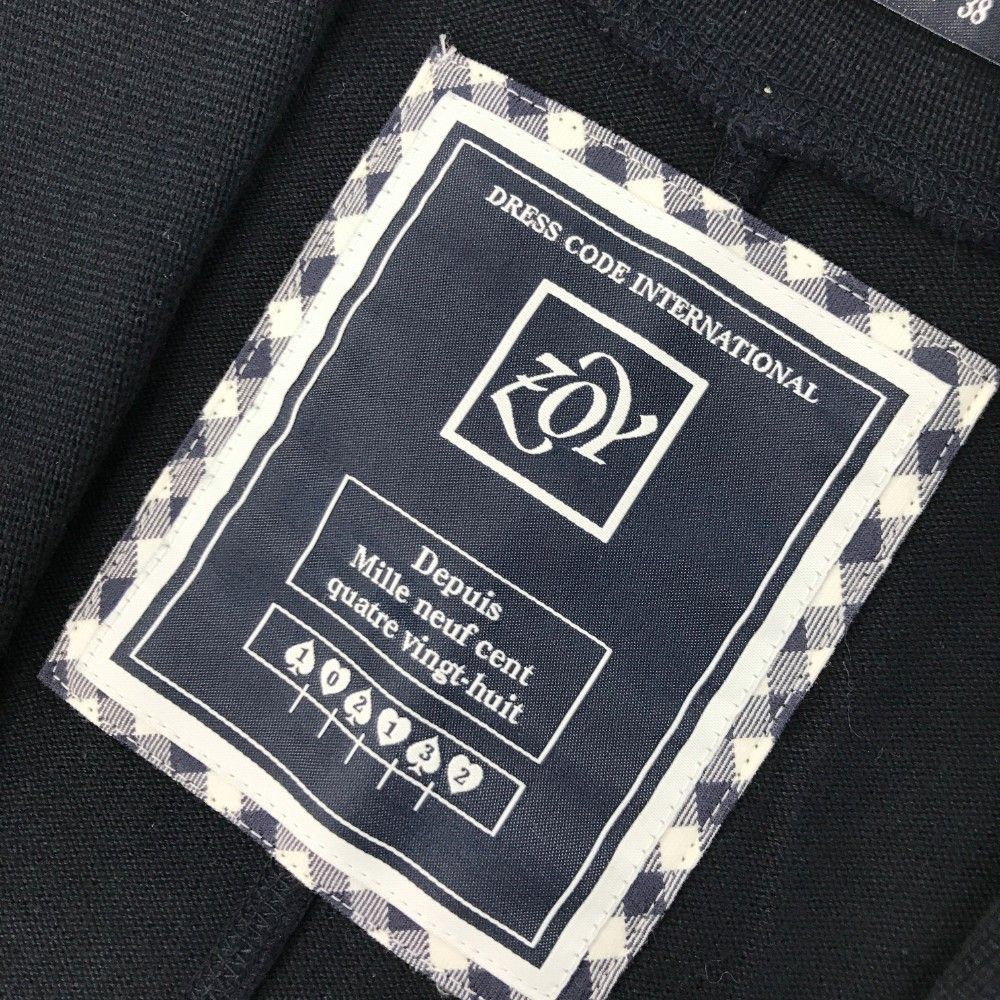 38
DRESS CODE INTERNATIONAL
ZOY
Depuis
Mille neuf cent
quatre vingt-huit
1 0 2 1 3 2